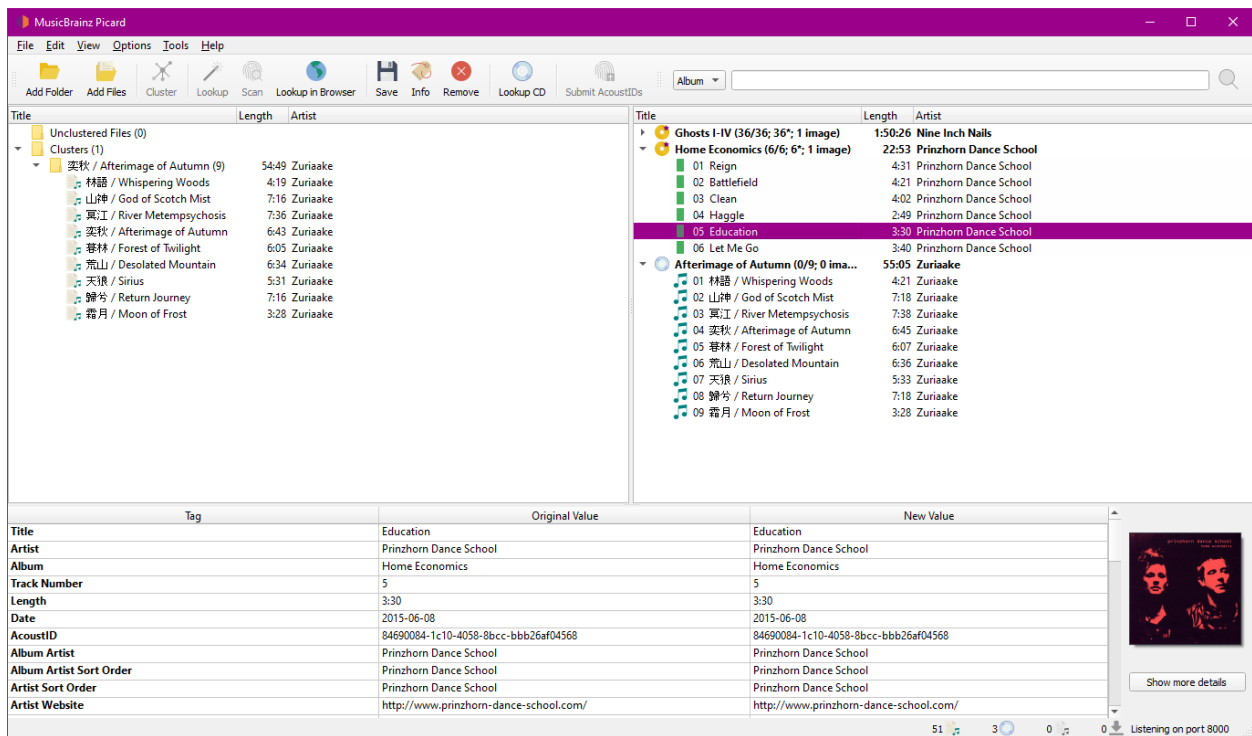 MusicBrainz Picard
File Edit View Options Tools Help
Add Folder Add Files Cluster Lookup Scan Lookup in Browser Save Info Remove Lookup CD Submit AcoustIDs Album
Title Length Artist
Unclustered Files (0)
Clusters (1)
奕秋 / Afterimage of Autumn (9) 54:49 Zuriaake
林語 / Whispering Woods 4:19 Zuriaake
山神 / God of Scotch Mist 7:16 Zuriaake
冥江 / River Metempsychosis 7:36 Zuriaake
奕秋 / Afterimage of Autumn 6:43 Zuriaake
暮林 / Forest of Twilight 6:05 Zuriaake
荒山 / Desolated Mountain 6:34 Zuriaake
天狼 / Sirius 5:31 Zuriaake
歸兮 / Return Journey 7:16 Zuriaake
霜月 / Moon of Frost 3:28 Zuriaake
Title Length Artist
Ghosts I-IV (36/36; 36*; 1 image) 1:50:26 Nine Inch Nails
Home Economics (6/6; 6*; 1 image) 22:53 Prinzhorn Dance School
01 Reign 4:31 Prinzhorn Dance School
02 Battlefield 4:21 Prinzhorn Dance School
03 Clean 4:02 Prinzhorn Dance School
04 Haggle 2:49 Prinzhorn Dance School
05 Education 3:30 Prinzhorn Dance School
06 Let Me Go 3:40 Prinzhorn Dance School
Afterimage of Autumn (0/9; 0 ima... 55:05 Zuriaake
01 林語 / Whispering Woods 4:21 Zuriaake
02 山神 / God of Scotch Mist 7:18 Zuriaake
03 冥江 / River Metempsychosis 7:38 Zuriaake
04 奕秋 / Afterimage of Autumn 6:45 Zuriaake
05 暮林 / Forest of Twilight 6:07 Zuriaake
06 荒山 / Desolated Mountain 6:36 Zuriaake
07 天狼 / Sirius 5:33 Zuriaake
08 歸兮 / Return Journey 7:18 Zuriaake
09 霜月 / Moon of Frost 3:28 Zuriaake
Tag Original Value New Value
Title Education Education
Artist Prinzhorn Dance School Prinzhorn Dance School
Album Home Economics Home Economics
Track Number 5 5
Length 3:30 3:30
Date 2015-06-08 2015-06-08
AcoustID 84690084-1c10-4058-8bcc-bbb26af04568 84690084-1c10-4058-8bcc-bbb26af04568
Album Artist Prinzhorn Dance School Prinzhorn Dance School
Album Artist Sort Order Prinzhorn Dance School Prinzhorn Dance School
Artist Sort Order Prinzhorn Dance School Prinzhorn Dance School
Artist Website http://www.prinzhorn-dance-school.com/ http://www.prinzhorn-dance-school.com/
prinzhorn dance school
home economics
Show more details
51 3 0 0 Listening on port 8000